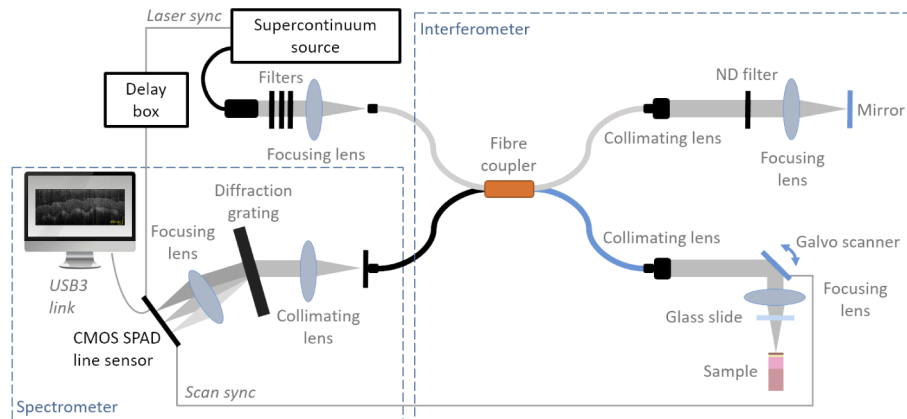 Laser sync
Supercontinuum
source
Interferometer
Delay
box
Filters
Focusing lens
ND filter
Mirror
Collimating lens
Focusing
lens
Fibre
coupler
Diffraction
grating
Focusing
lens
Collimating
lens
USB3
link
CMOS SPAD
line sensor
Collimating lens
Galvo scanner
Focusing
lens
Glass slide
Sample
Scan sync
Spectrometer